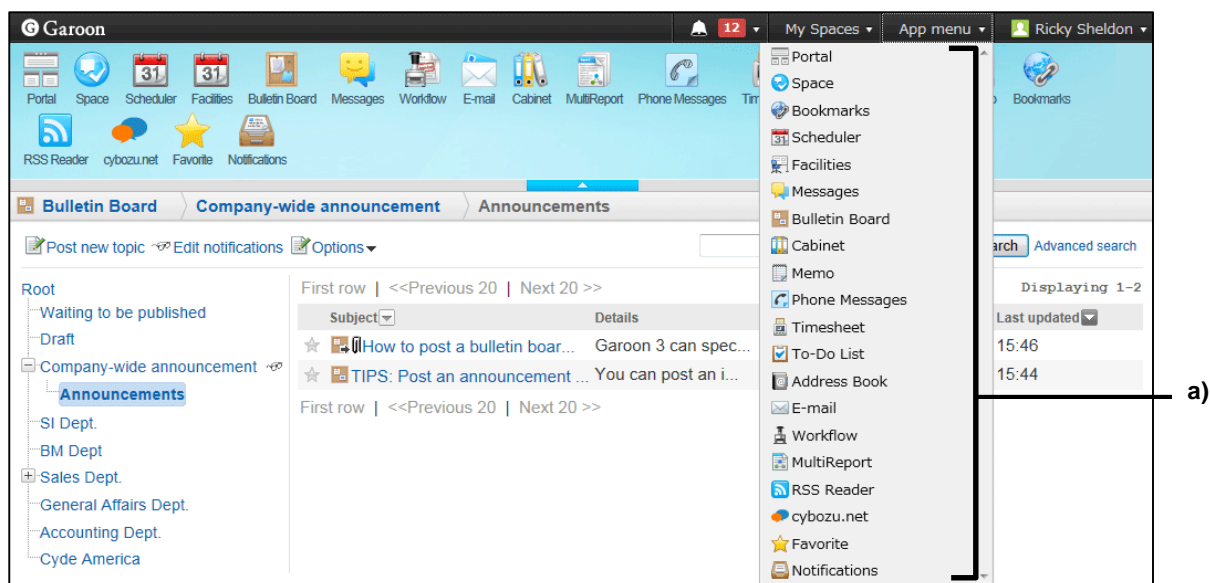 Garoon 12 My Spaces App menu Ricky Sheldon
Portal Space Scheduler Facilities Bulletin Board Messages Workflow E-mail Cabinet MultiReport Phone Messages Bookmarks
RSS Reader cybozu.net Favorite Notifications
Bulletin Board Company-wide announcement Announcements
Post new topic Edit notifications Options Advanced search
Root
Waiting to be published
Draft
Company-wide announcement
Announcements
SI Dept.
BM Dept
Sales Dept.
General Affairs Dept.
Accounting Dept.
Cyde America
First row | <<Previous 20 | Next 20 >> Displaying 1-2
Subject Details Last updated
How to post a bulletin boar... Garoon 3 can spec... 15:46
TIPS: Post an announcement ... You can post an i... 15:44
First row | <<Previous 20 | Next 20 >>
Portal
Space
Bookmarks
31 Scheduler
Facilities
Messages
Bulletin Board
Cabinet
Memo
Phone Messages
Timesheet
To-Do List
Address Book
E-mail
Workflow
MultiReport
RSS Reader
cybozu.net
Favorite
Notifications
a)